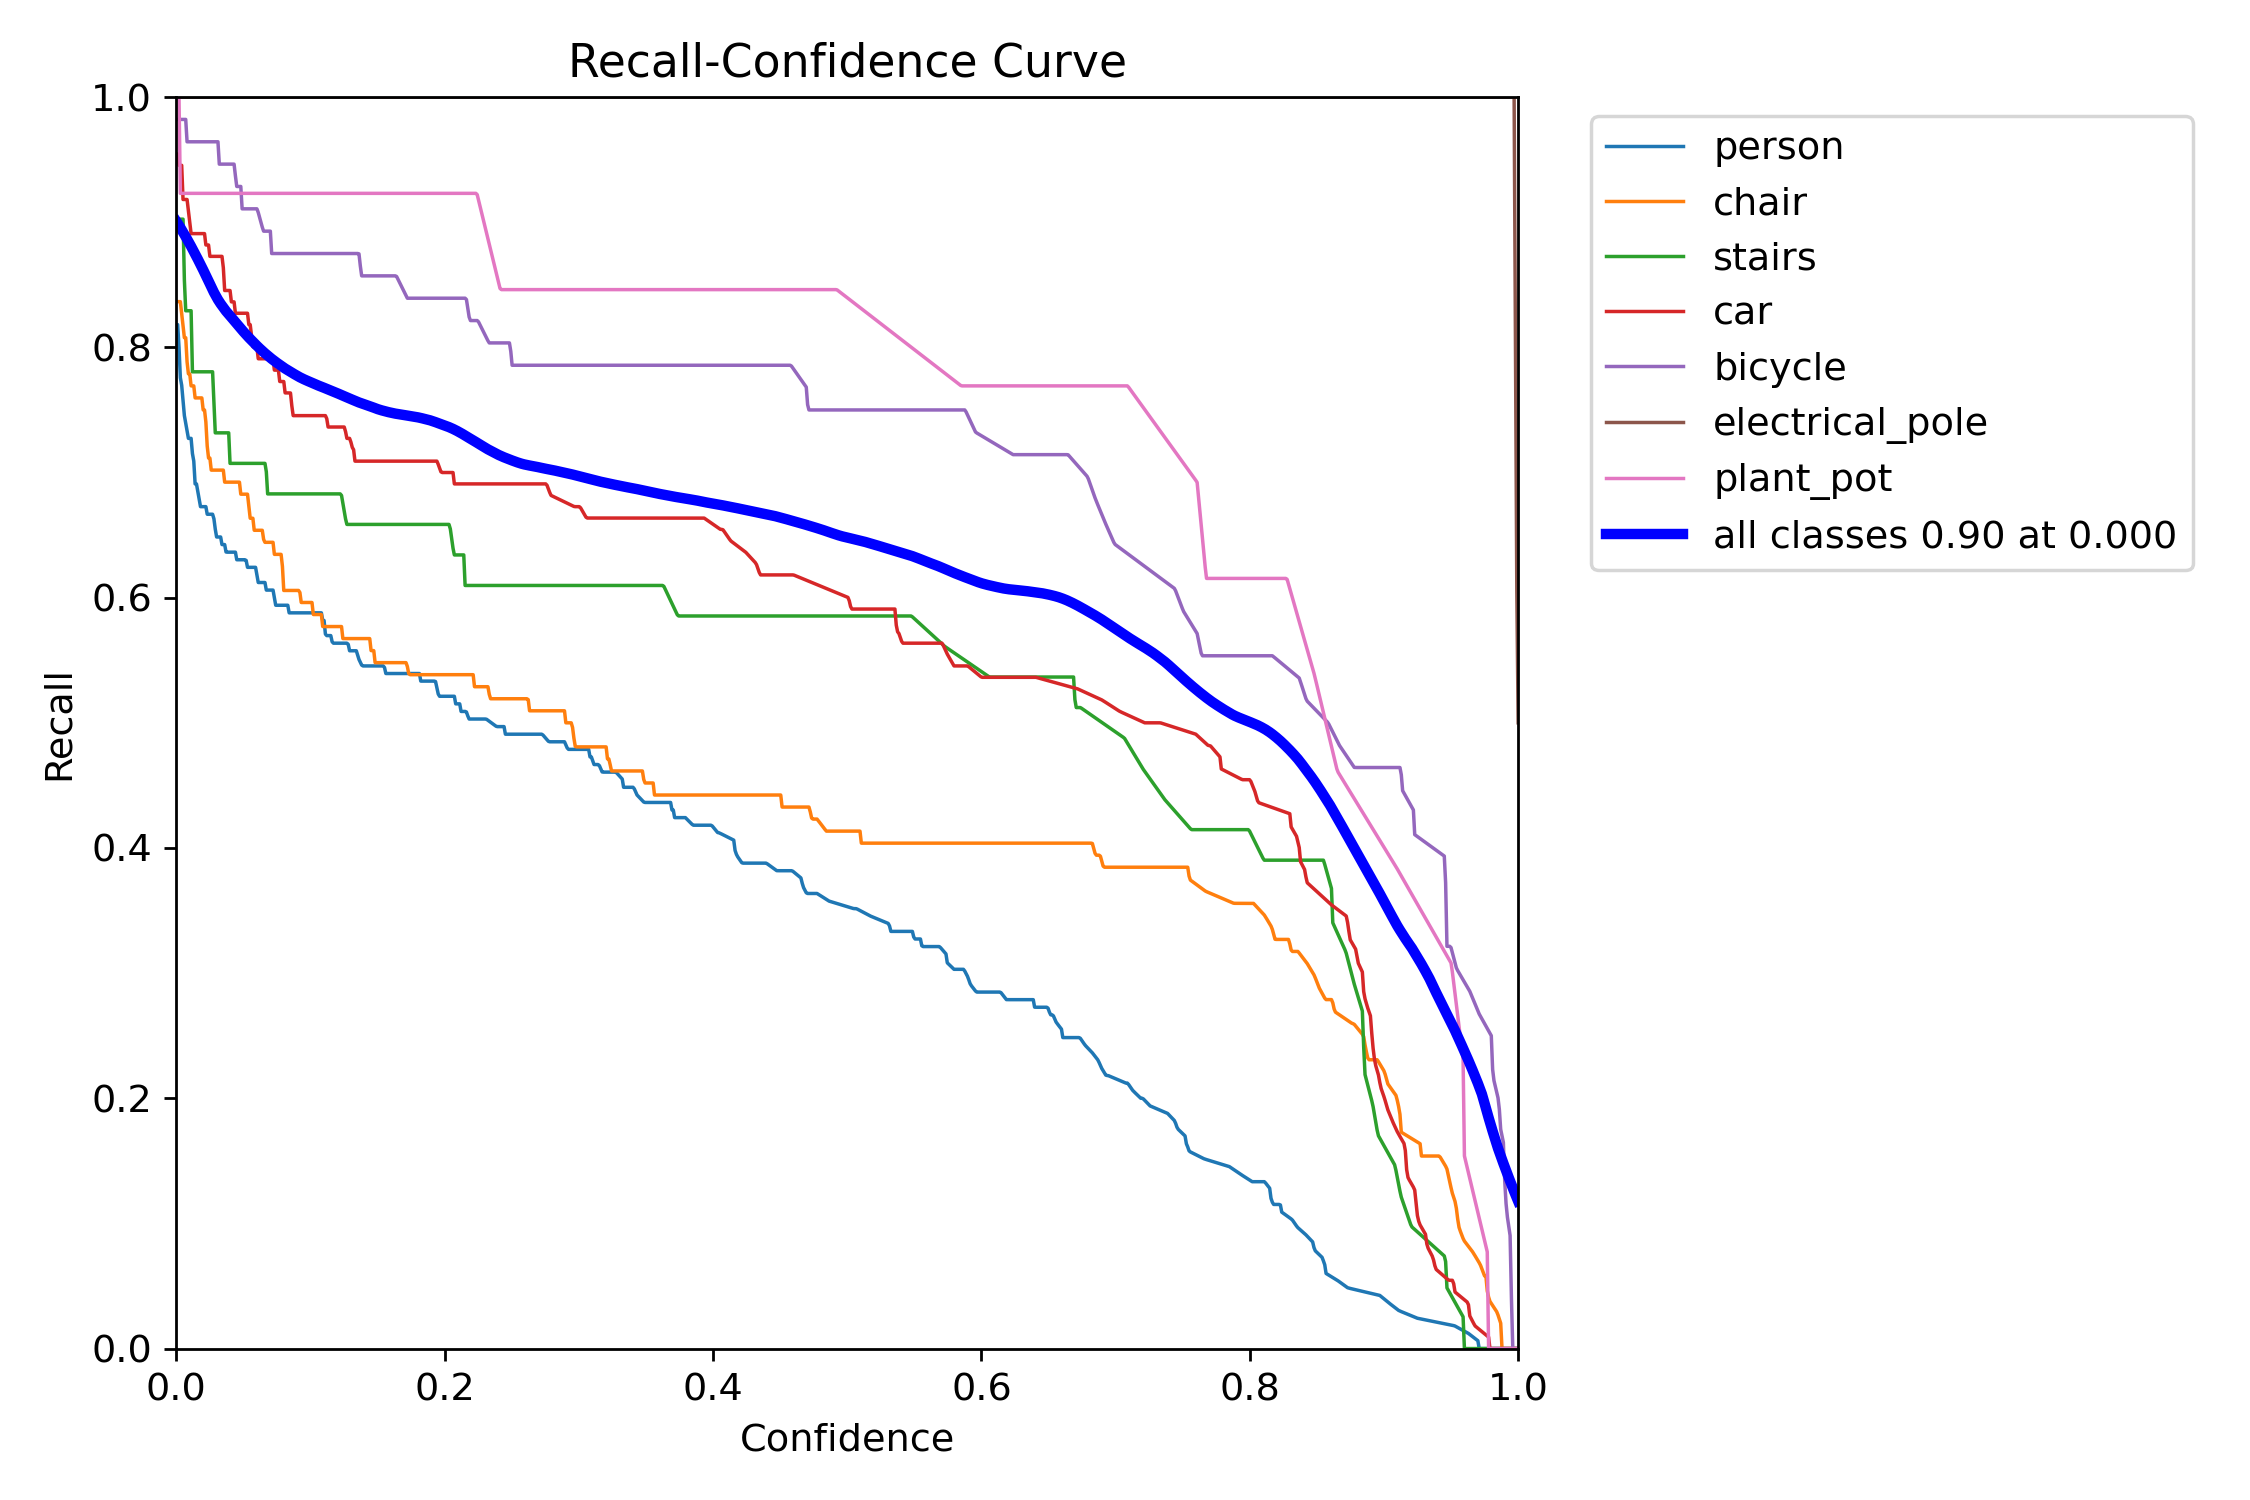 Recall-Confidence Curve
1.0
0.8
0.6
0.4
0.2
0.0
Recall
0.0 0.2 0.4 0.6 0.8 1.0
Confidence
person
chair
stairs
car
bicycle
electrical_pole
plant_pot
all classes 0.90 at 0.000